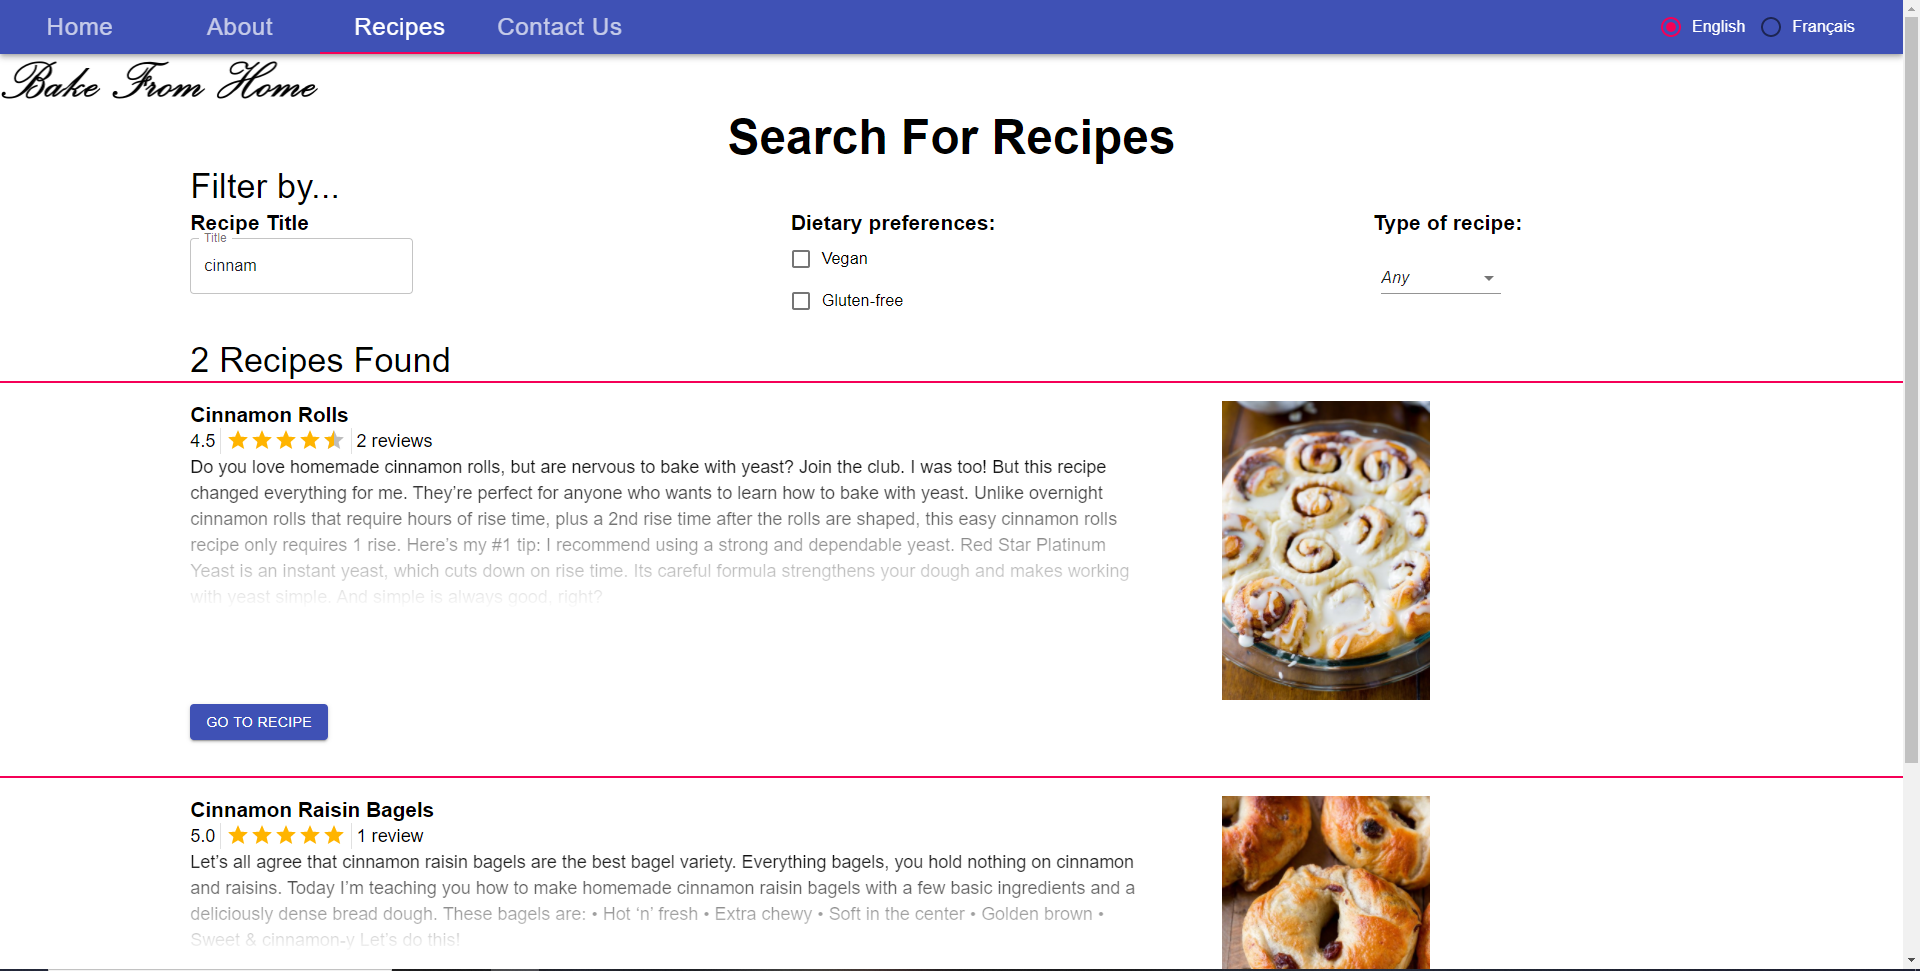 Home About Recipes Contact Us English Français
Bake From Home
Search For Recipes
Filter by...
Recipe Title
Title
cinnam
Dietary preferences:
Vegan
Gluten-free
Type of recipe:
Any
2 Recipes Found
Cinnamon Rolls
4.5 2 reviews
Do you love homemade cinnamon rolls, but are nervous to bake with yeast? Join the club. I was too! But this recipe
changed everything for me. They’re perfect for anyone who wants to learn how to bake with yeast. Unlike overnight
cinnamon rolls that require hours of rise time, plus a 2nd rise time after the rolls are shaped, this easy cinnamon rolls
recipe only requires 1 rise. Here’s my #1 tip: I recommend using a strong and dependable yeast. Red Star Platinum
Yeast is an instant yeast, which cuts down on rise time. Its careful formula strengthens your dough and makes working
with yeast simple. And simple is always good, right?
GO TO RECIPE
Cinnamon Raisin Bagels
5.0 1 review
Let’s all agree that cinnamon raisin bagels are the best bagel variety. Everything bagels, you hold nothing on cinnamon
and raisins. Today I’m teaching you how to make homemade cinnamon raisin bagels with a few basic ingredients and a
deliciously dense bread dough. These bagels are: • Hot ‘n’ fresh • Extra chewy • Soft in the center • Golden brown •
Sweet & cinnamon-y Let’s do this!